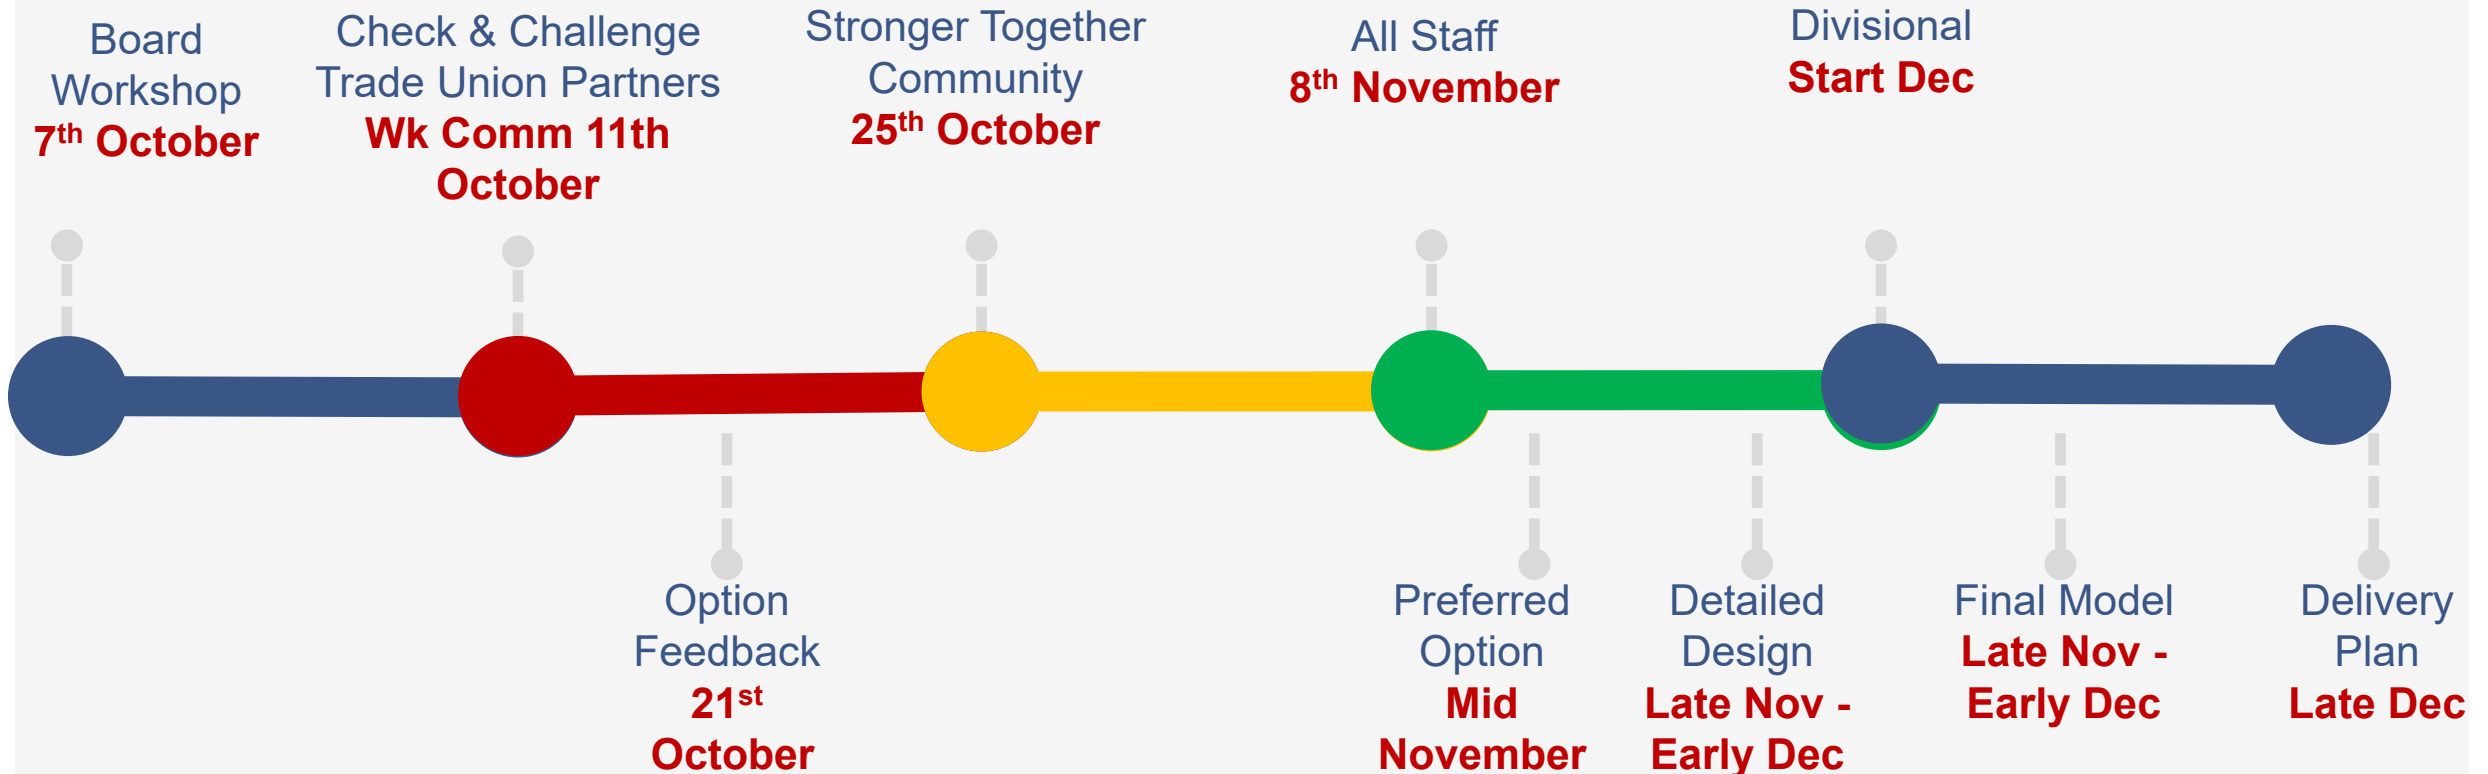 Board
Workshop
7th October
Check & Challenge
Trade Union Partners
Wk Comm 11th
October
Stronger Together
Community
25th October
All Staff
8th November
Divisional
Start Dec
Option
Feedback
21st
October
Preferred
Option
Mid
November
Detailed
Design
Late Nov -
Early Dec
Final Model
Late Nov -
Early Dec
Delivery
Plan
Late Dec